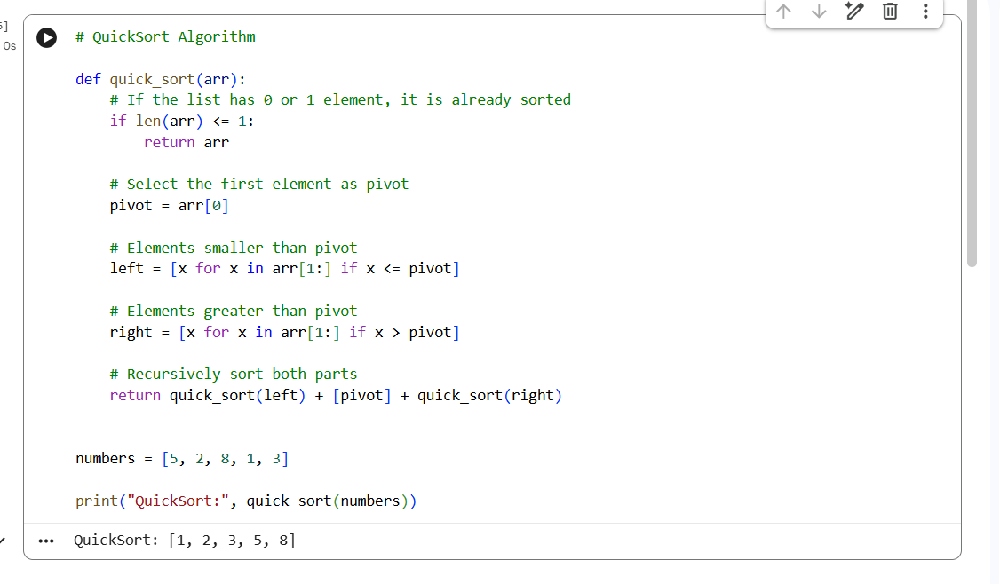 5]
0s
# QuickSort Algorithm
def quick_sort(arr):
    # If the list has 0 or 1 element, it is already sorted
    if len(arr) <= 1:
        return arr
    # Select the first element as pivot
    pivot = arr[0]
    # Elements smaller than pivot
    left = [x for x in arr[1:] if x <= pivot]
    # Elements greater than pivot
    right = [x for x in arr[1:] if x > pivot]
    # Recursively sort both parts
    return quick_sort(left) + [pivot] + quick_sort(right)
numbers = [5, 2, 8, 1, 3]
print("QuickSort:", quick_sort(numbers))
QuickSort: [1, 2, 3, 5, 8]